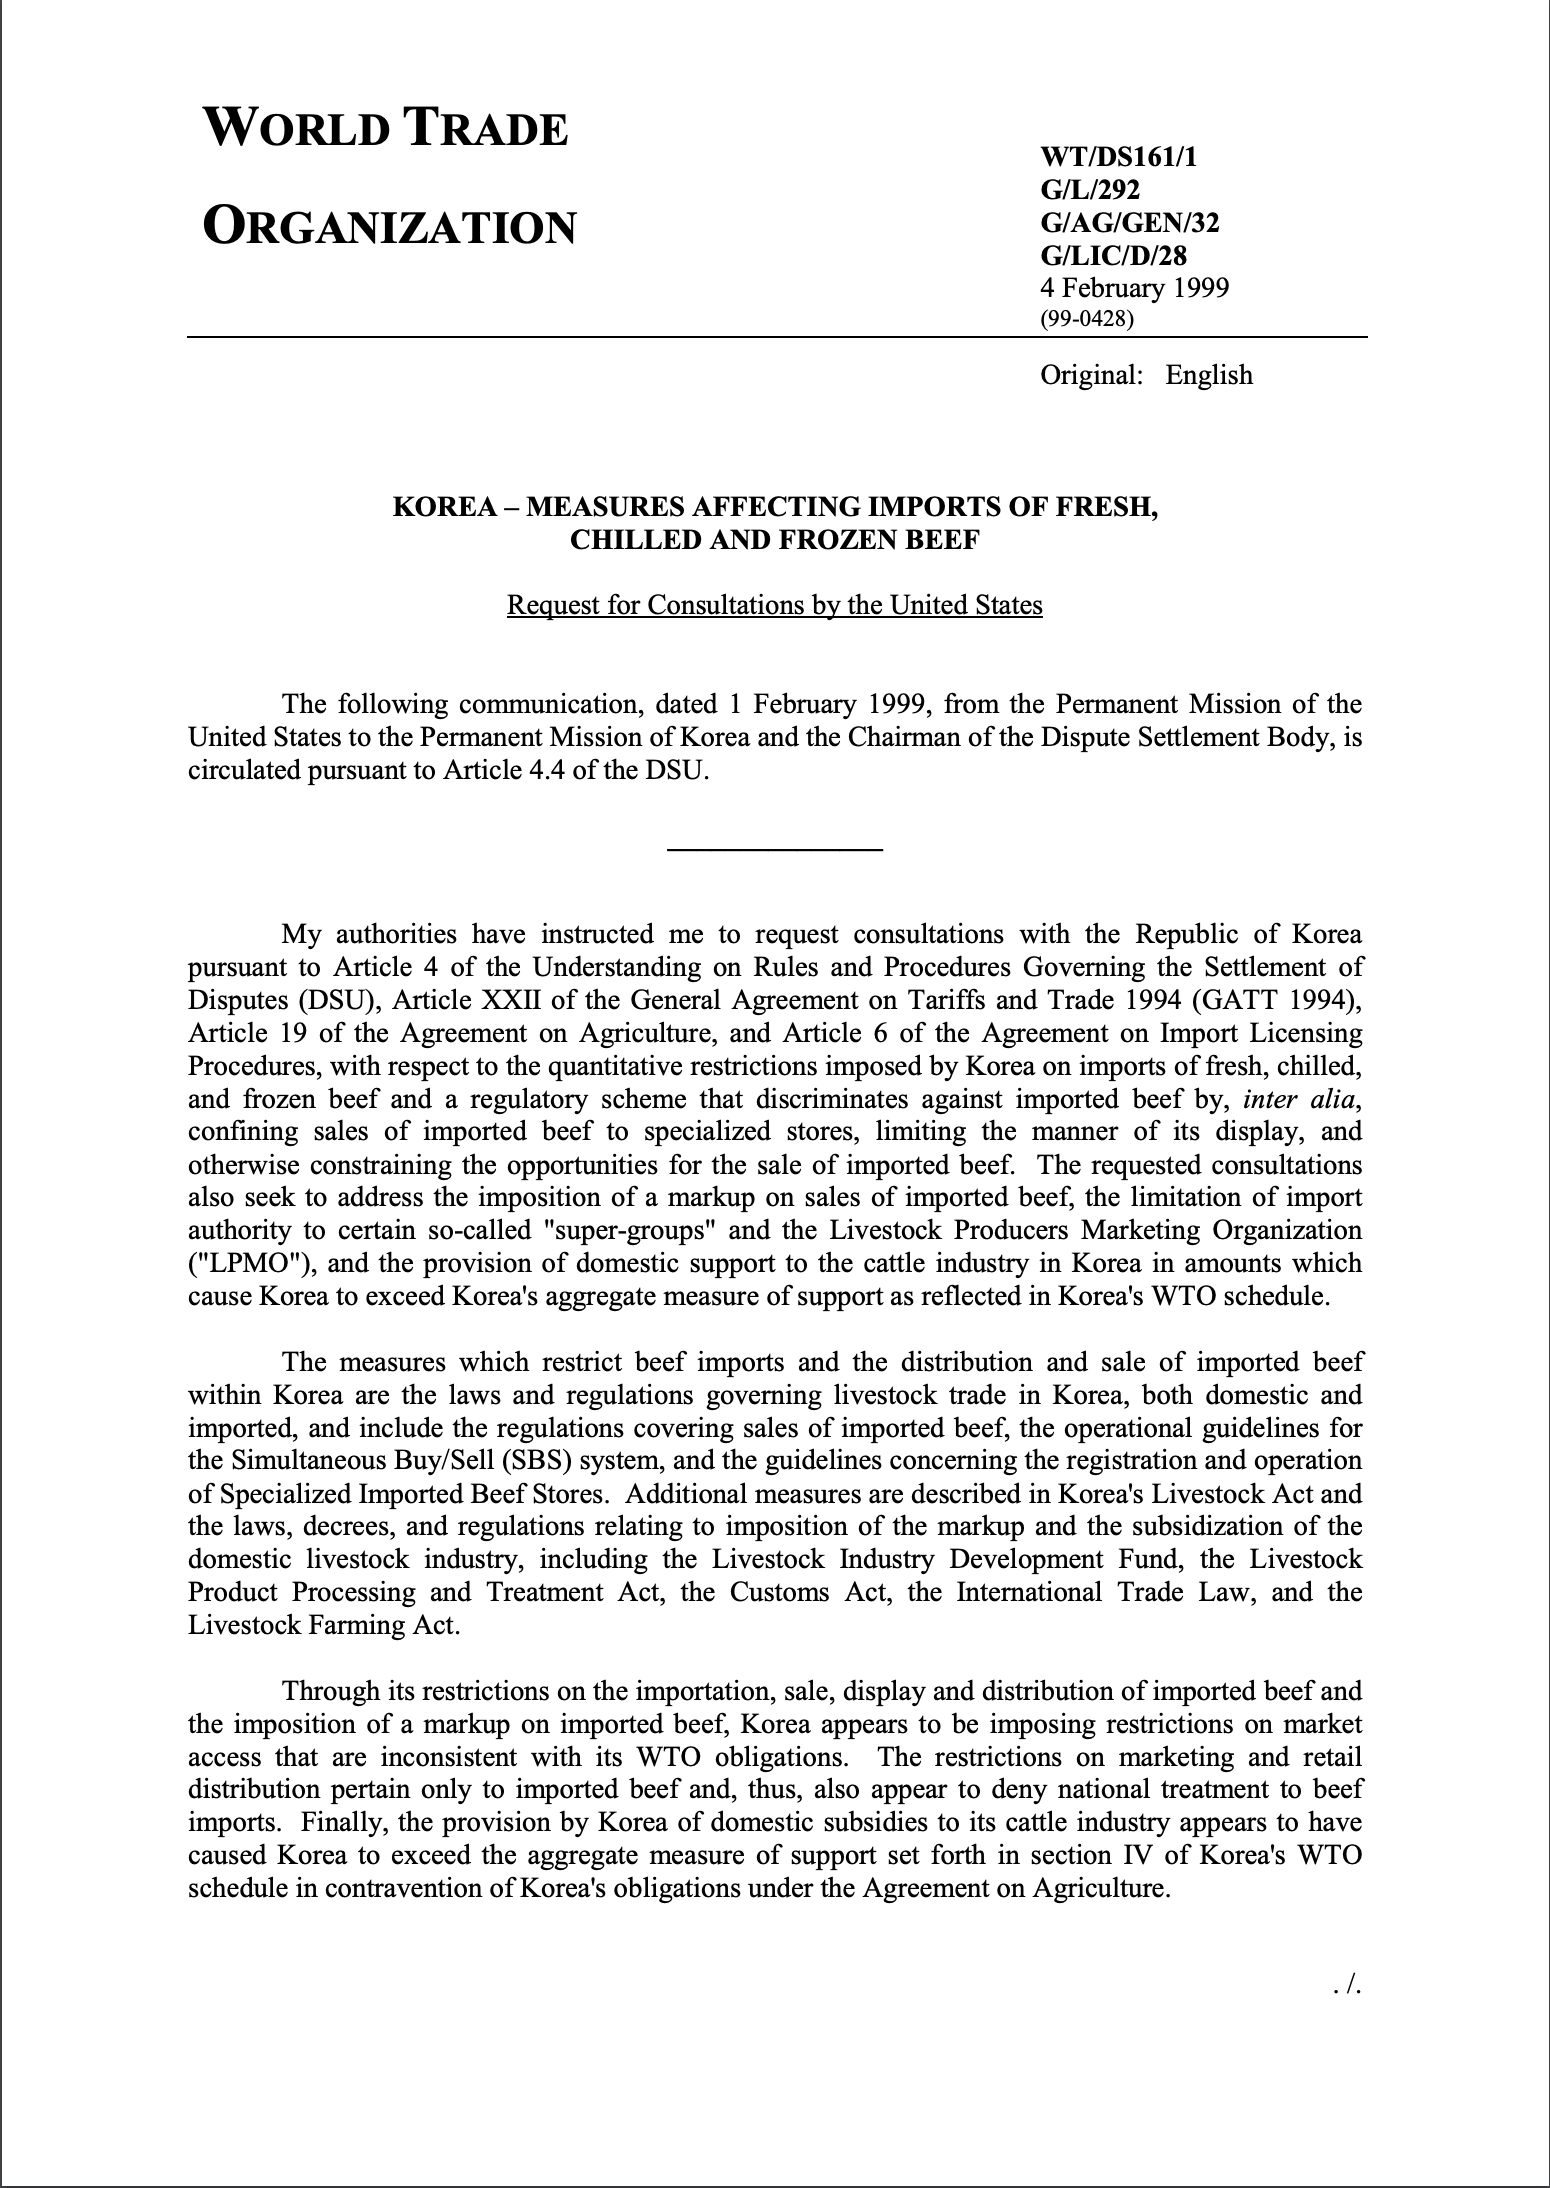 WORLD TRADE
ORGANIZATION
WT/DS161/1
G/L/292
G/AG/GEN/32
G/LIC/D/28
4 February 1999
(99-0428)
Original: English
KOREA – MEASURES AFFECTING IMPORTS OF FRESH,
CHILLED AND FROZEN BEEF
Request for Consultations by the United States
The following communication, dated 1 February 1999, from the Permanent Mission of the
United States to the Permanent Mission of Korea and the Chairman of the Dispute Settlement Body, is
circulated pursuant to Article 4.4 of the DSU.
My authorities have instructed me to request consultations with the Republic of Korea
pursuant to Article 4 of the Understanding on Rules and Procedures Governing the Settlement of
Disputes (DSU), Article XXII of the General Agreement on Tariffs and Trade 1994 (GATT 1994),
Article 19 of the Agreement on Agriculture, and Article 6 of the Agreement on Import Licensing
Procedures, with respect to the quantitative restrictions imposed by Korea on imports of fresh, chilled,
and frozen beef and a regulatory scheme that discriminates against imported beef by, inter alia,
confining sales of imported beef to specialized stores, limiting the manner of its display, and
otherwise constraining the opportunities for the sale of imported beef. The requested consultations
also seek to address the imposition of a markup on sales of imported beef, the limitation of import
authority to certain so-called "super-groups" and the Livestock Producers Marketing Organization
("LPMO"), and the provision of domestic support to the cattle industry in Korea in amounts which
cause Korea to exceed Korea's aggregate measure of support as reflected in Korea's WTO schedule.
The measures which restrict beef imports and the distribution and sale of imported beef
within Korea are the laws and regulations governing livestock trade in Korea, both domestic and
imported, and include the regulations covering sales of imported beef, the operational guidelines for
the Simultaneous Buy/Sell (SBS) system, and the guidelines concerning the registration and operation
of Specialized Imported Beef Stores. Additional measures are described in Korea's Livestock Act and
the laws, decrees, and regulations relating to imposition of the markup and the subsidization of the
domestic livestock industry, including the Livestock Industry Development Fund, the Livestock
Product Processing and Treatment Act, the Customs Act, the International Trade Law, and the
Livestock Farming Act.
Through its restrictions on the importation, sale, display and distribution of imported beef and
the imposition of a markup on imported beef, Korea appears to be imposing restrictions on market
access that are inconsistent with its WTO obligations. The restrictions on marketing and retail
distribution pertain only to imported beef and, thus, also appear to deny national treatment to beef
imports. Finally, the provision by Korea of domestic subsidies to its cattle industry appears to have
caused Korea to exceed the aggregate measure of support set forth in section IV of Korea's WTO
schedule in contravention of Korea's obligations under the Agreement on Agriculture.
. /.